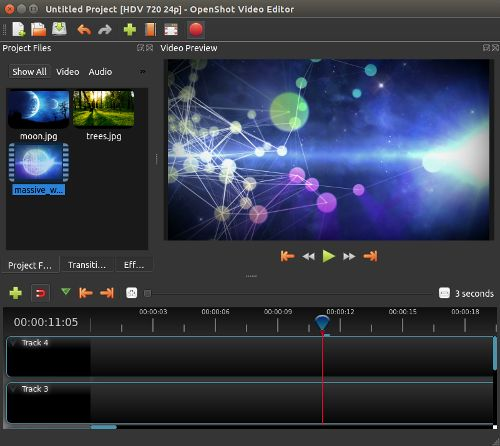 Untitled Project [HDV 720 24p] - OpenShot Video Editor
Project Files
Video Preview
Show All Video Audio »
moon.jpg trees.jpg
massive_w...
Project F... Transiti... Eff...
3 seconds
00:00:11:05
00:00:03 00:00:06 00:00:09 00:00:12 00:00:15 00:00:18
Track 4
Track 3